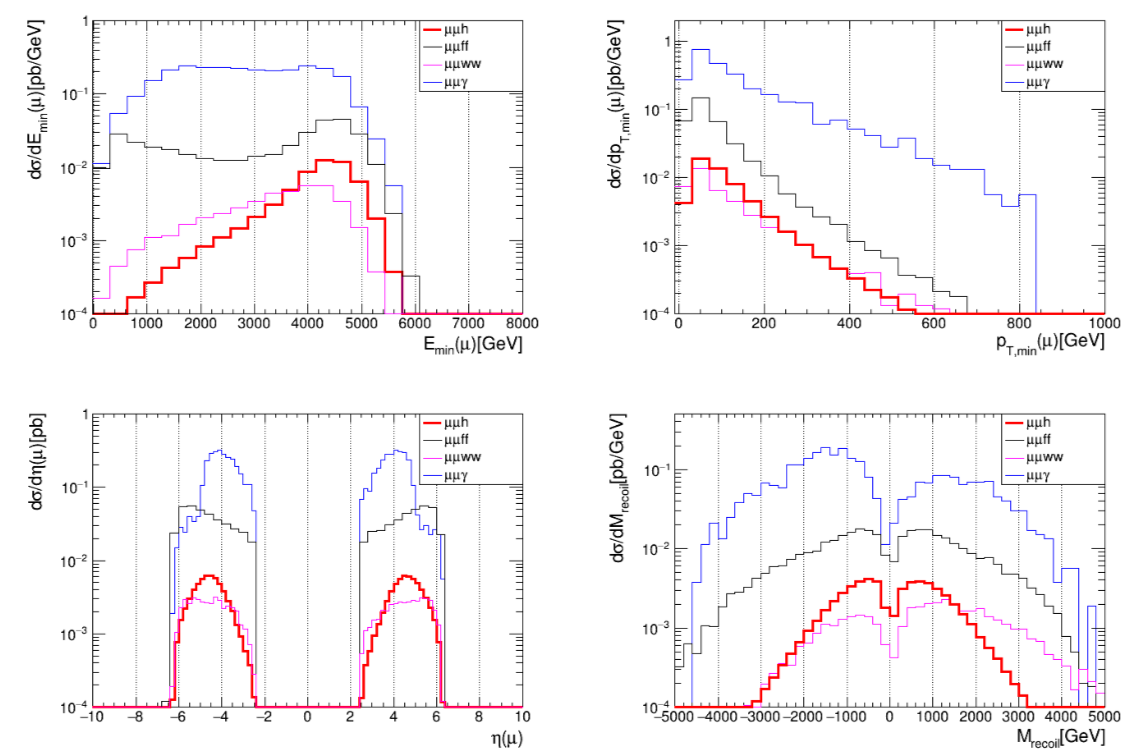 dσ/dE_min(μ)[pb/GeV]
1
10⁻¹
10⁻²
10⁻³
10⁻⁴
μμh
μμff
μμww
μμγ
0 1000 2000 3000 4000 5000 6000 7000 8000
E_min(μ)[GeV]
dσ/dp_T,min(μ)[pb/GeV]
1
10⁻¹
10⁻²
10⁻³
10⁻⁴
μμh
μμff
μμww
μμγ
0 200 400 600 800 1000
p_T,min(μ)[GeV]
dσ/dη(μ)[pb]
1
10⁻¹
10⁻²
10⁻³
10⁻⁴
μμh
μμff
μμww
μμγ
−10 −8 −6 −4 −2 0 2 4 6 8 10
η(μ)
dσ/dM_recoil[pb/GeV]
10⁻¹
10⁻²
10⁻³
10⁻⁴
μμh
μμff
μμww
μμγ
−5000 −4000 −3000 −2000 −1000 0 1000 2000 3000 4000 5000
M_recoil[GeV]